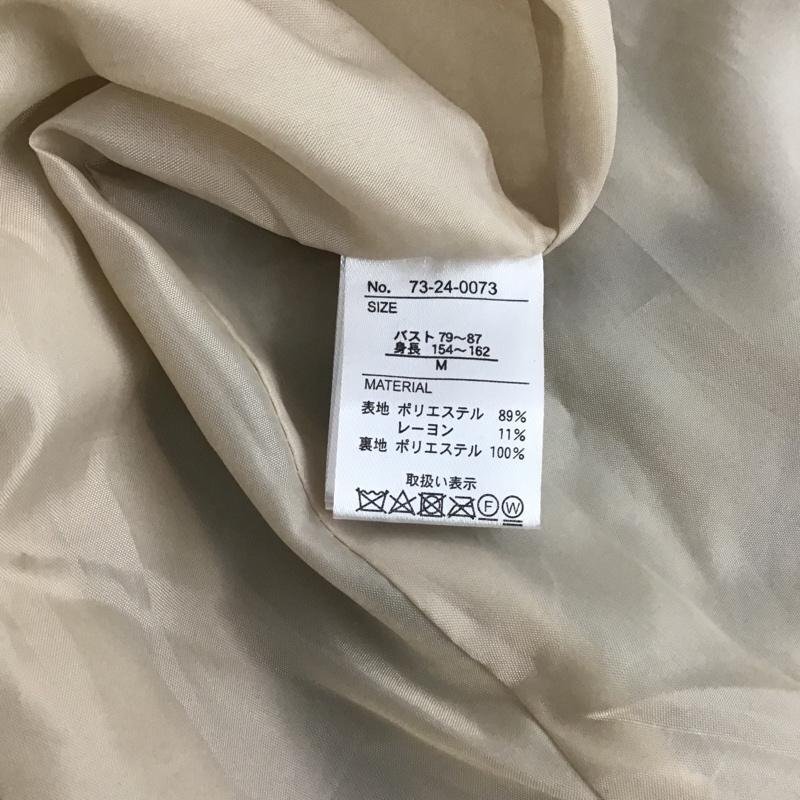 No. 73-24-0073
SIZE
バスト 79～87
身長 154～162
M
MATERIAL
表地 ポリエステル 89%
レーヨン 11%
裏地 ポリエステル 100%
取扱い表示
F W